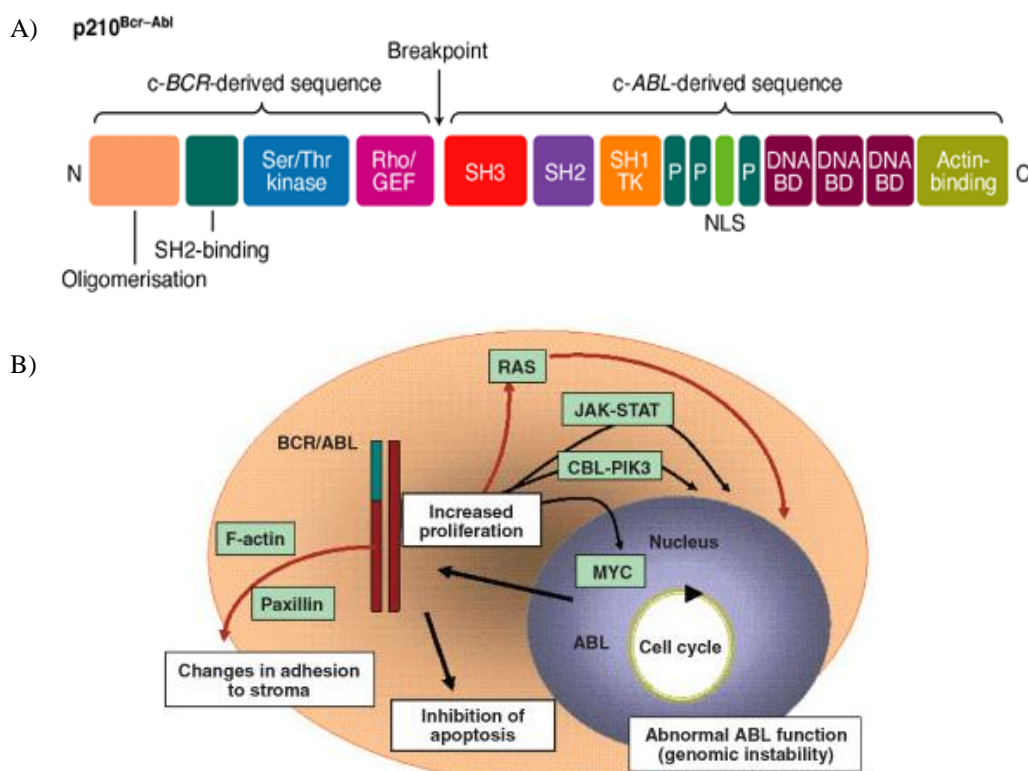 A)
p210Bcr–Abl
Breakpoint
c-BCR-derived sequence
c-ABL-derived sequence
N
Ser/Thr
kinase
Rho/
GEF
SH3
SH2
SH1
TK
P
P
P
DNA
BD
DNA
BD
DNA
BD
Actin-
binding
C
NLS
SH2-binding
Oligomerisation
B)
RAS
JAK-STAT
BCR/ABL
CBL-PIK3
Increased
proliferation
F-actin
Nucleus
MYC
Paxillin
ABL
Cell cycle
Changes in adhesion
to stroma
Inhibition of
apoptosis
Abnormal ABL function
(genomic instability)